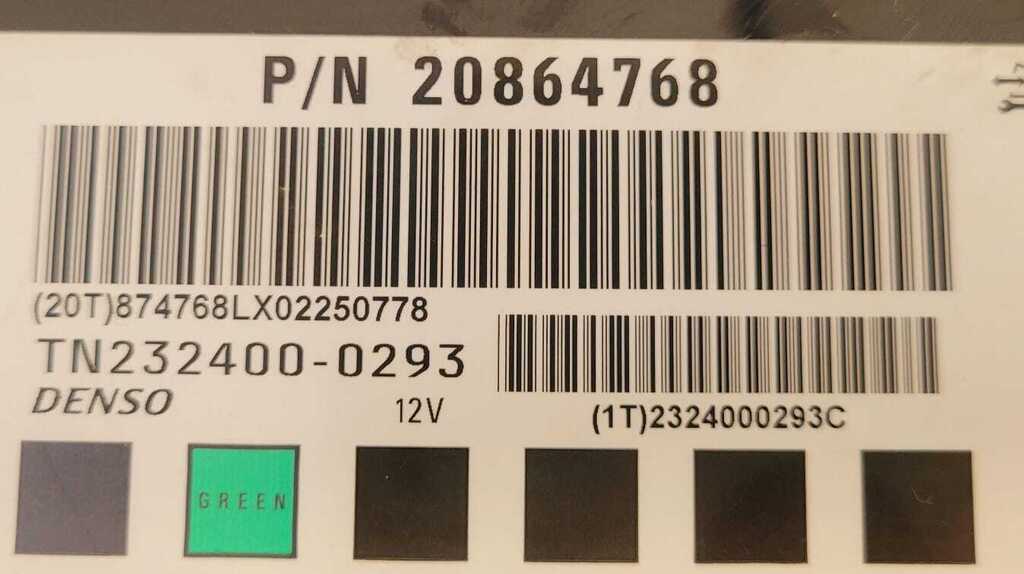 P/N 20864768
(20T)874768LX02250778
TN232400-0293
DENSO
12V
(1T)2324000293C
GREEN